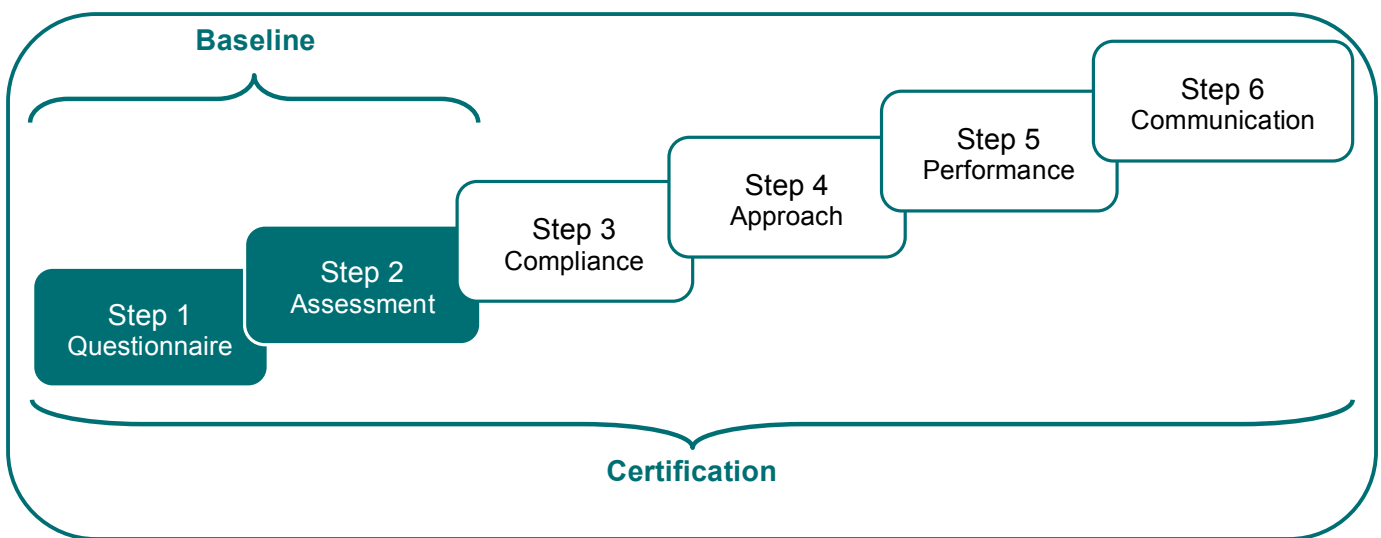 Baseline
Step 1
Questionnaire
Step 2
Assessment
Step 3
Compliance
Step 4
Approach
Step 5
Performance
Step 6
Communication
Certification